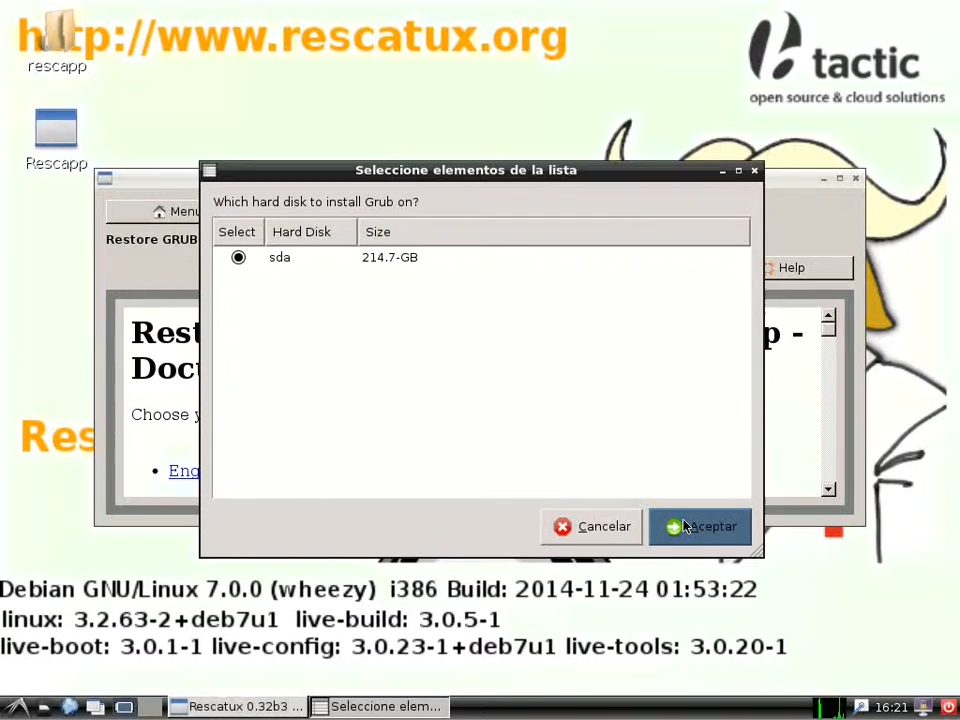 http://www.rescatux.org
rescapp
tactic
open source & cloud solutions
Rescapp
Seleccione elementos de la lista
Menu
Restore GRUB
Help
Which hard disk to install Grub on?
Select Hard Disk Size
sda 214.7-GB
Rest
p -
Docu
Choose y
Eng
Res
Cancelar
Aceptar
Debian GNU/Linux 7.0.0 (wheezy) i386 Build: 2014-11-24 01:53:22
linux: 3.2.63-2+deb7u1 live-build: 3.0.5-1
live-boot: 3.0.1-1 live-config: 3.0.23-1+deb7u1 live-tools: 3.0.20-1
Rescatux 0.32b3 ...
Seleccione elem...
16:21